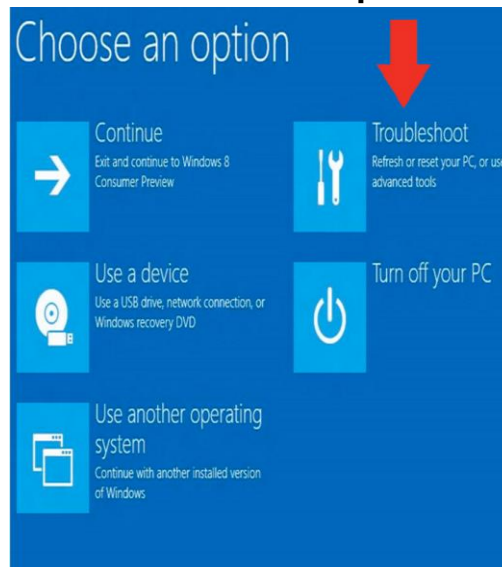 Choose an option
Continue
Exit and continue to Windows 8
Consumer Preview
Troubleshoot
Refresh or reset your PC, or use
advanced tools
Use a device
Use a USB drive, network connection, or
Windows recovery DVD
Turn off your PC
Use another operating
system
Continue with another installed version
of Windows